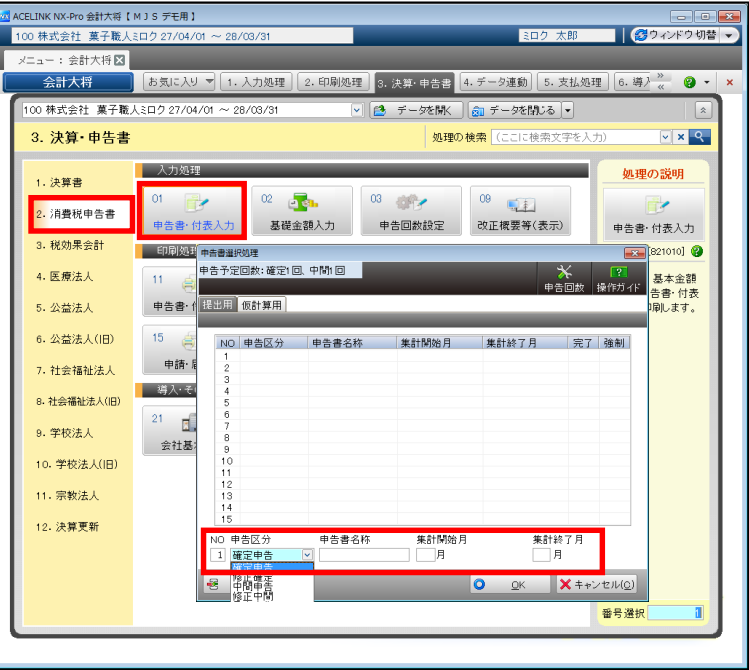 ACELINK NX-Pro 会計大将【ＭＪＳ デモ用】
100 株式会社 菓子職人ミロク 27/04/01 ～ 28/03/31
ミロク 太郎
ウィンドウ切替
メニュー : 会計大将
会計大将
お気に入り
1. 入力処理
2. 印刷処理
3. 決算・申告書
4. データ連動
5. 支払処理
6. 導入
100 株式会社 菓子職人ミロク 27/04/01 ～ 28/03/31
データを開く
データを閉じる
3. 決算・申告書
処理の検索
(ここに検索文字を入力)
1. 決算書
2. 消費税申告書
3. 税効果会計
4. 医療法人
5. 公益法人
6. 公益法人(旧)
7. 社会福祉法人
8. 社会福祉法人(旧)
9. 学校法人
10. 学校法人(旧)
11. 宗教法人
12. 決算更新
入力処理
01
申告書・付表入力
02
基礎金額入力
03
申告回数設定
09
改正概要等(表示)
印刷処理
11
申告書・付
15
申請・届
導入・そ
21
会社基
処理の説明
申告書・付表入力
[821010]
基本金額
告書・付表
印刷します。
番号選択
1
申告書選択処理
申告予定回数:確定1回、中間1回
申告回数
操作ガイド
提出用
仮計算用
NO 申告区分 申告書名称 集計開始月 集計終了月 完了 強制
1
2
3
4
5
6
7
8
9
10
11
12
13
14
15
NO 申告区分 申告書名称 集計開始月 集計終了月
1 確定申告 月 月
確定申告
修正確定
中間申告
修正中間
OK
キャンセル(C)